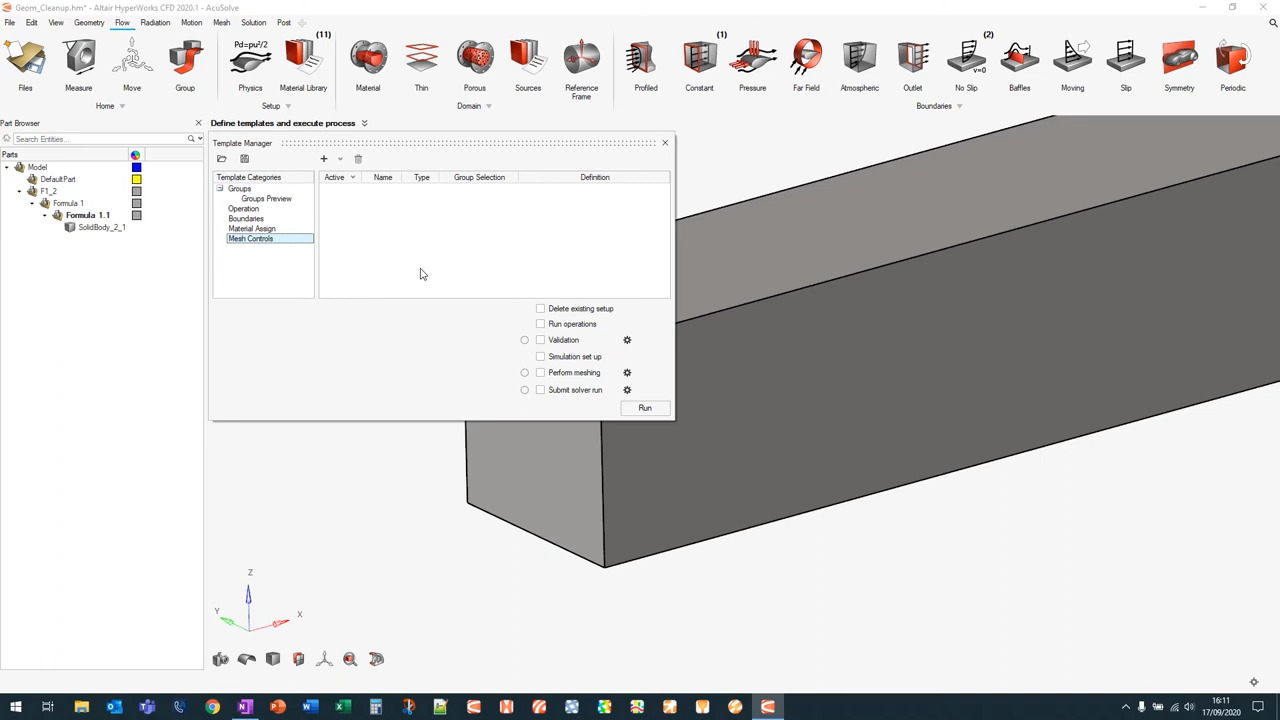 Geom_Cleanup.hm* - Altair HyperWorks CFD 2020.1 - AcuSolve
File Edit View Geometry Flow Radiation Motion Mesh Solution Post
Pd=ρu²/2 (11) (1) (2) v=0
Files Measure Move Group Physics Material Library Material Thin Porous Sources Reference Frame Profiled Constant Pressure Far Field Atmospheric Outlet No Slip Baffles Moving Slip Symmetry Periodic
Home Setup Domain Boundaries
Part Browser
Define templates and execute process
Search Entities...
Parts
Model
DefaultPart
F1_2
Formula 1
Formula 1.1
SolidBody_2_1
Template Manager
Template Categories
Groups
Groups Preview
Operation
Boundaries
Material Assign
Mesh Controls
Active Name Type Group Selection Definition
Delete existing setup
Run operations
Validation
Simulation set up
Perform meshing
Submit solver run
Run
Z
Y
X
16:11
17/09/2020